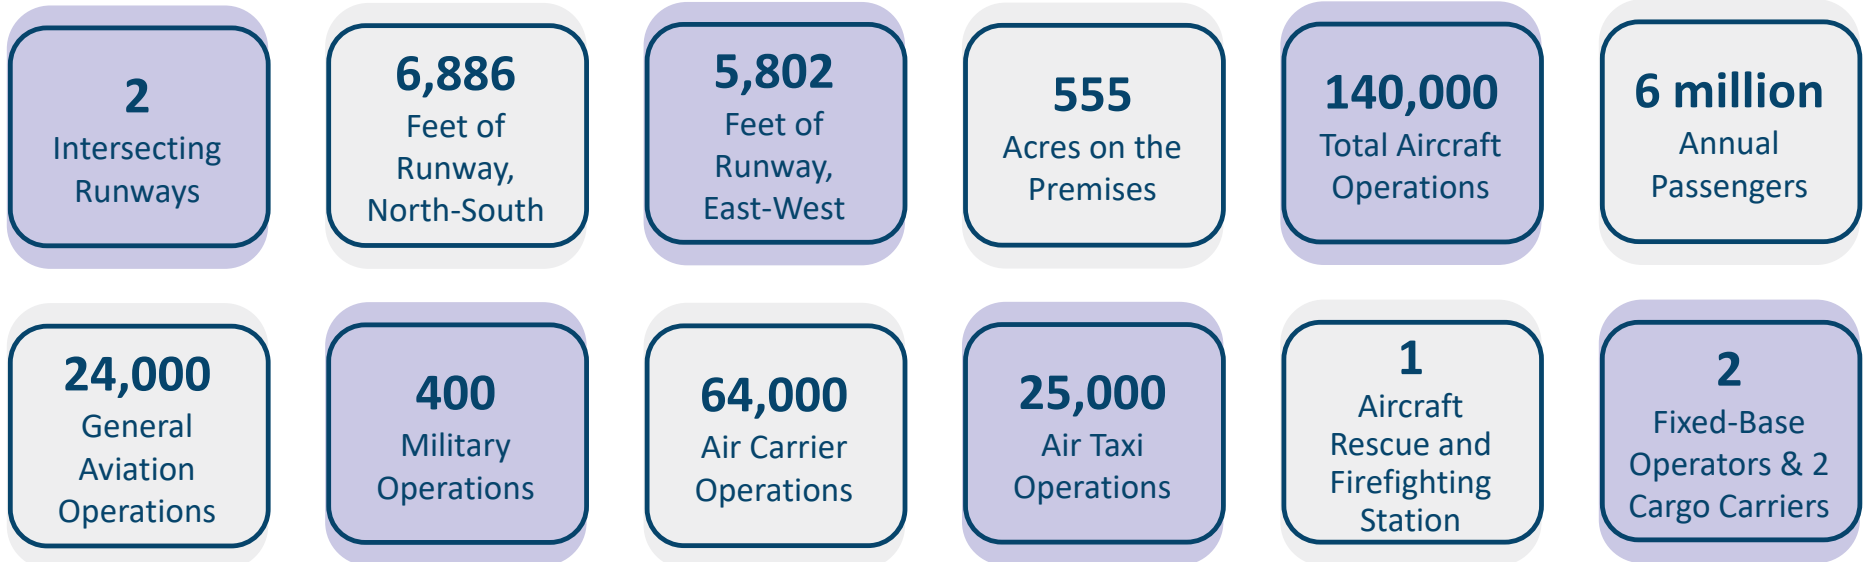 2
Intersecting
Runways
6,886
Feet of
Runway,
North-South
5,802
Feet of
Runway,
East-West
555
Acres on the
Premises
140,000
Total Aircraft
Operations
6 million
Annual
Passengers
24,000
General
Aviation
Operations
400
Military
Operations
64,000
Air Carrier
Operations
25,000
Air Taxi
Operations
1
Aircraft
Rescue and
Firefighting
Station
2
Fixed-Base
Operators & 2
Cargo Carriers